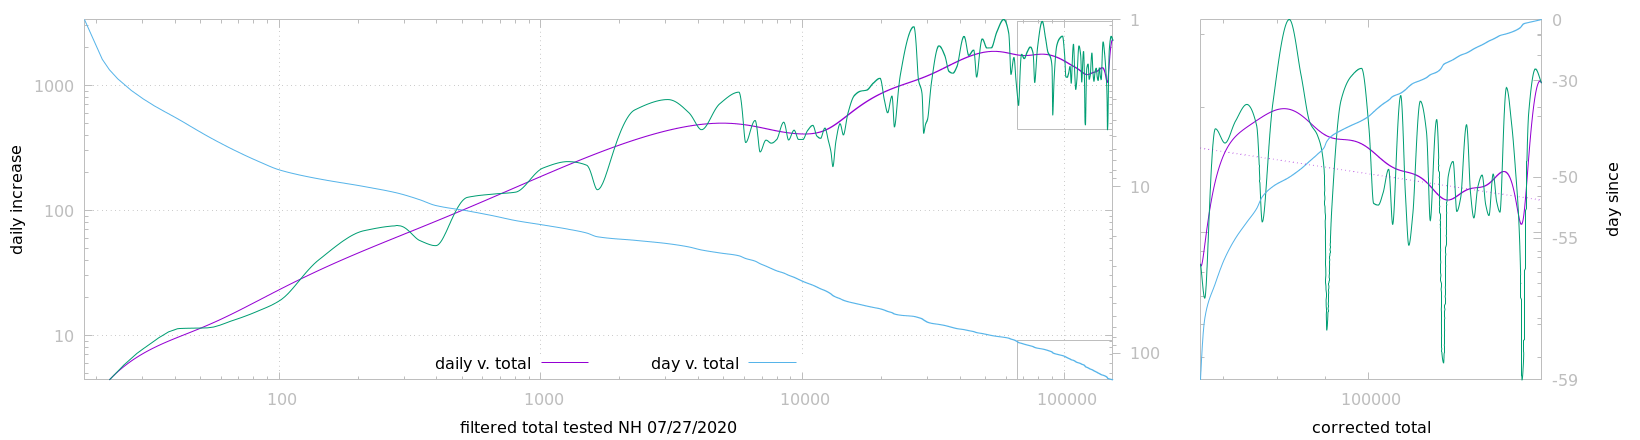 1000
100
10
daily increase
daily v. total
day v. total
1
10
100
100
1000
10000
100000
filtered total tested NH 07/27/2020
0
-30
-50
-55
-59
day since
100000
corrected total